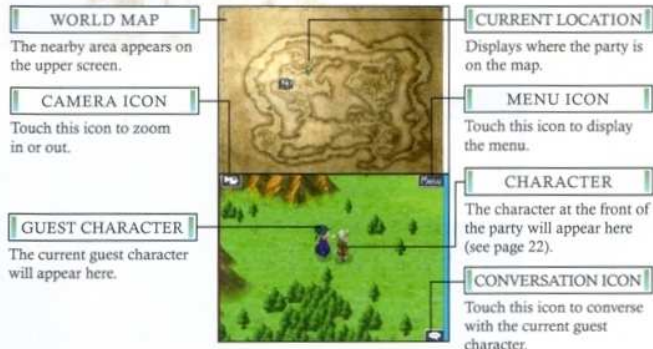 WORLD MAP
The nearby area appears on
the upper screen.
CAMERA ICON
Touch this icon to zoom
in or out.
GUEST CHARACTER
The current guest character
will appear here.
Menu
CURRENT LOCATION
Displays where the party is
on the map.
MENU ICON
Touch this icon to display
the menu.
CHARACTER
The character at the front of
the party will appear here
(see page 22).
CONVERSATION ICON
Touch this icon to converse
with the current guest
character.